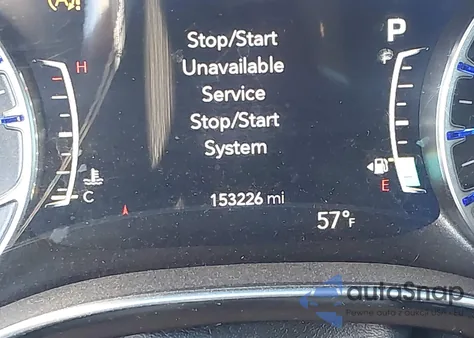 Stop/Start
Unavailable
Service
Stop/Start
System
P
H
C
F
E
153226 mi
57°F
autoSnap